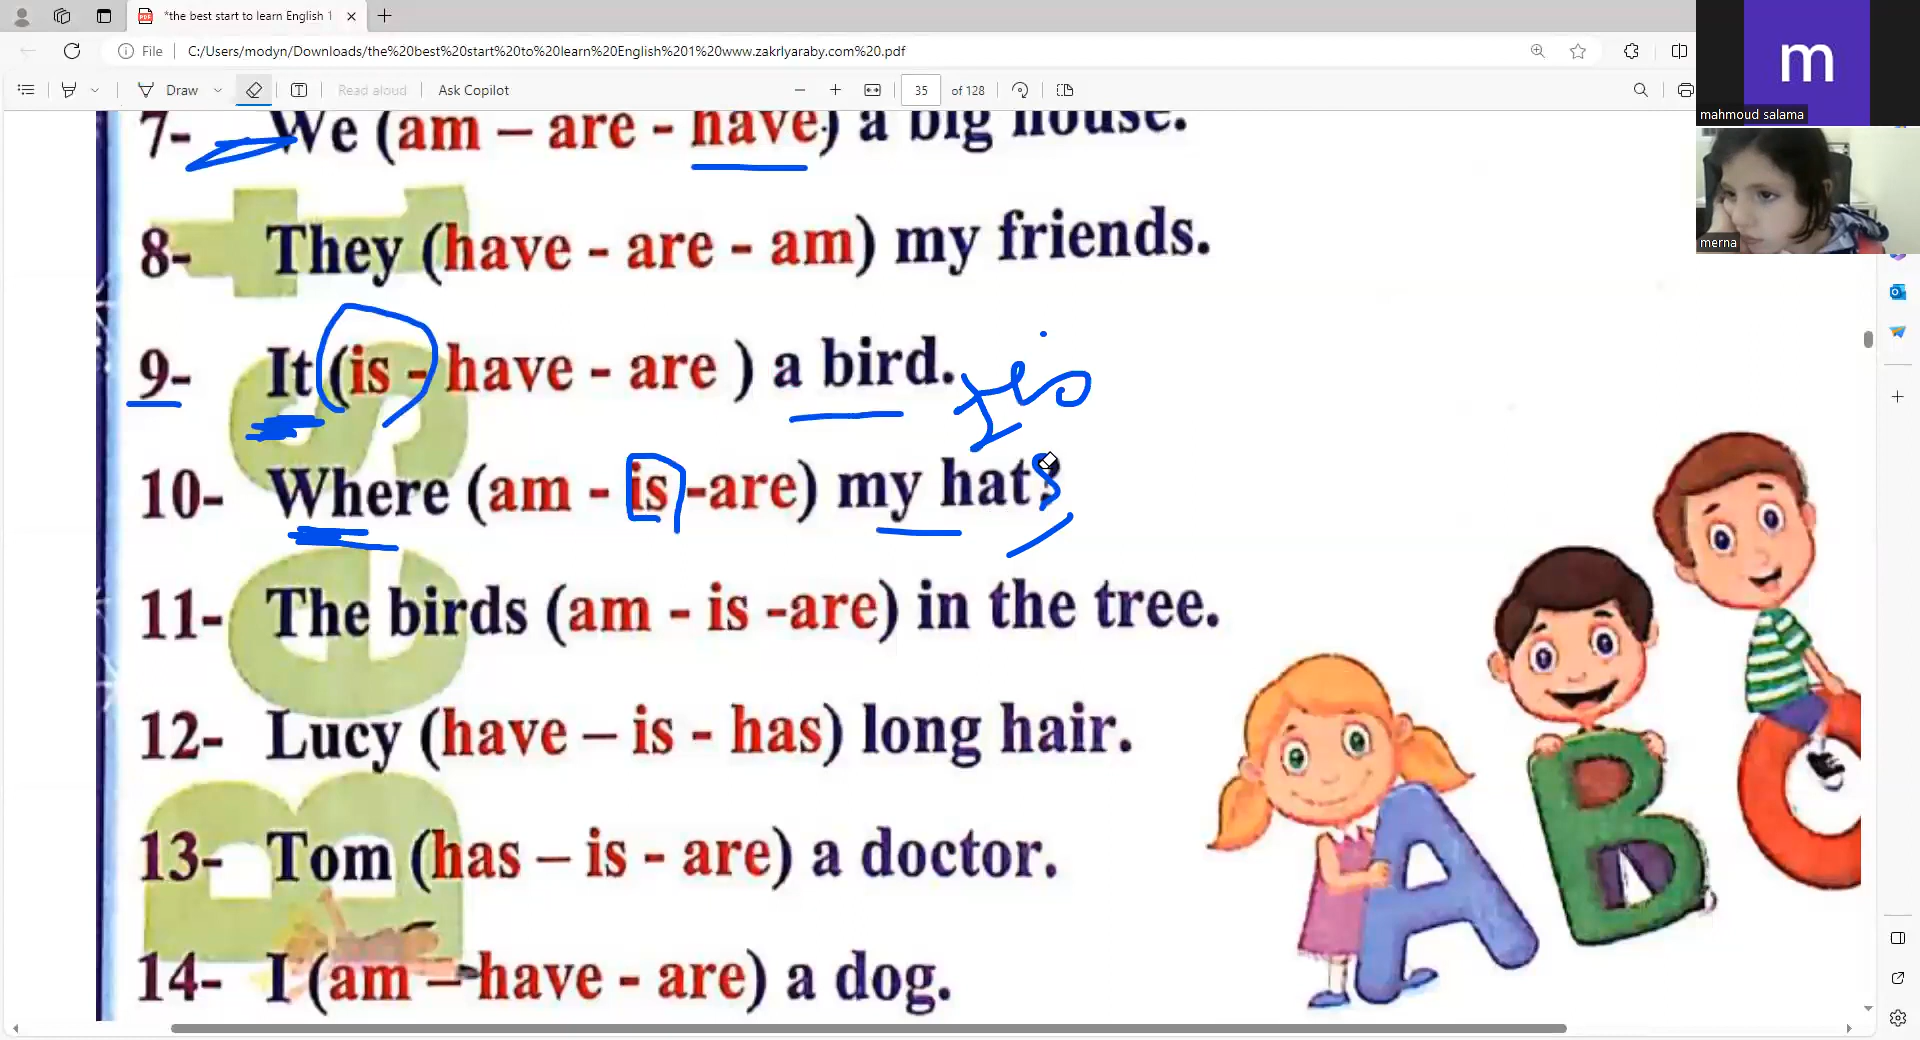 *the best start to learn English 1
File
C:/Users/modyn/Downloads/the%20best%20start%20to%20learn%20English%201%20www.zakrlyaraby.com%20.pdf
Draw
Read aloud
Ask Copilot
35
of 128
m
mahmoud salama
merna
7- We (am – are - have) a big house.
8- They (have - are - am) my friends.
9- It (is - have - are ) a bird.
10- Where (am - is -are) my hat?
11- The birds (am - is -are) in the tree.
12- Lucy (have – is - has) long hair.
13- Tom (has – is - are) a doctor.
14- I (am – have - are) a dog.
A
B